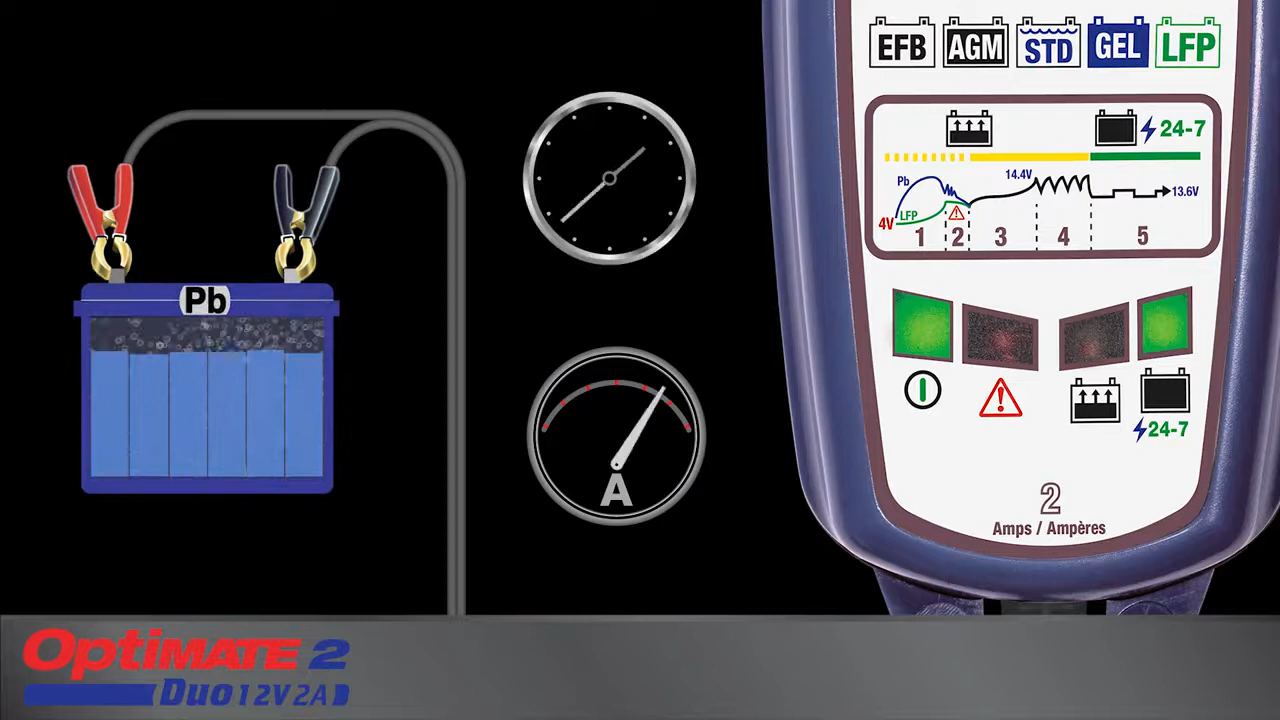 EFB AGM STD GEL LFP
24-7
Pb
14.4V
13.6V
LFP
4V
1 2 3 4 5
Pb
24-7
A
2
Amps / Ampères
OptiMATE 2
Duo 12V 2A